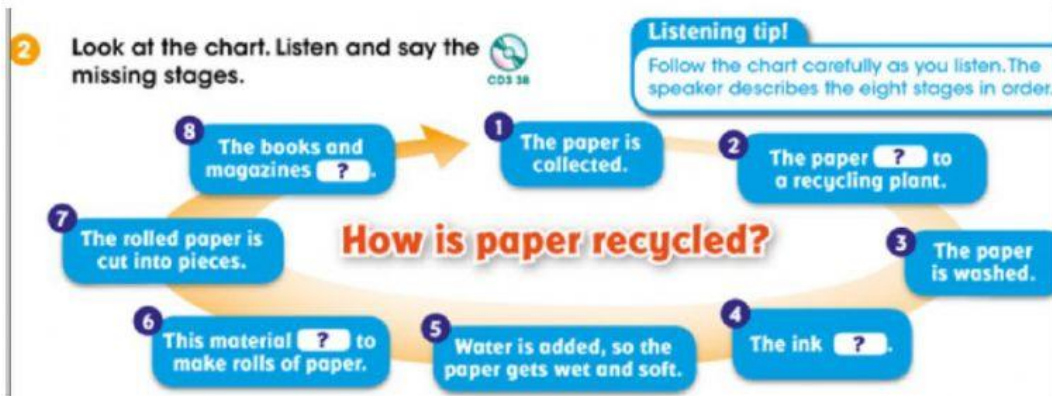 2 Look at the chart. Listen and say the
missing stages.
CD3 38
Listening tip!
Follow the chart carefully as you listen. The
speaker describes the eight stages in order.
How is paper recycled?
1
The paper is
collected.
2
The paper ? to
a recycling plant.
3
The paper
is washed.
4
The ink ? .
5
Water is added, so the
paper gets wet and soft.
6
This material ? to
make rolls of paper.
7
The rolled paper is
cut into pieces.
8
The books and
magazines ? .